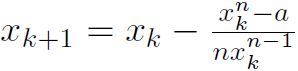 x_{k+1} = x_k - \frac{x_k^n - a}{n x_k^{n-1}}